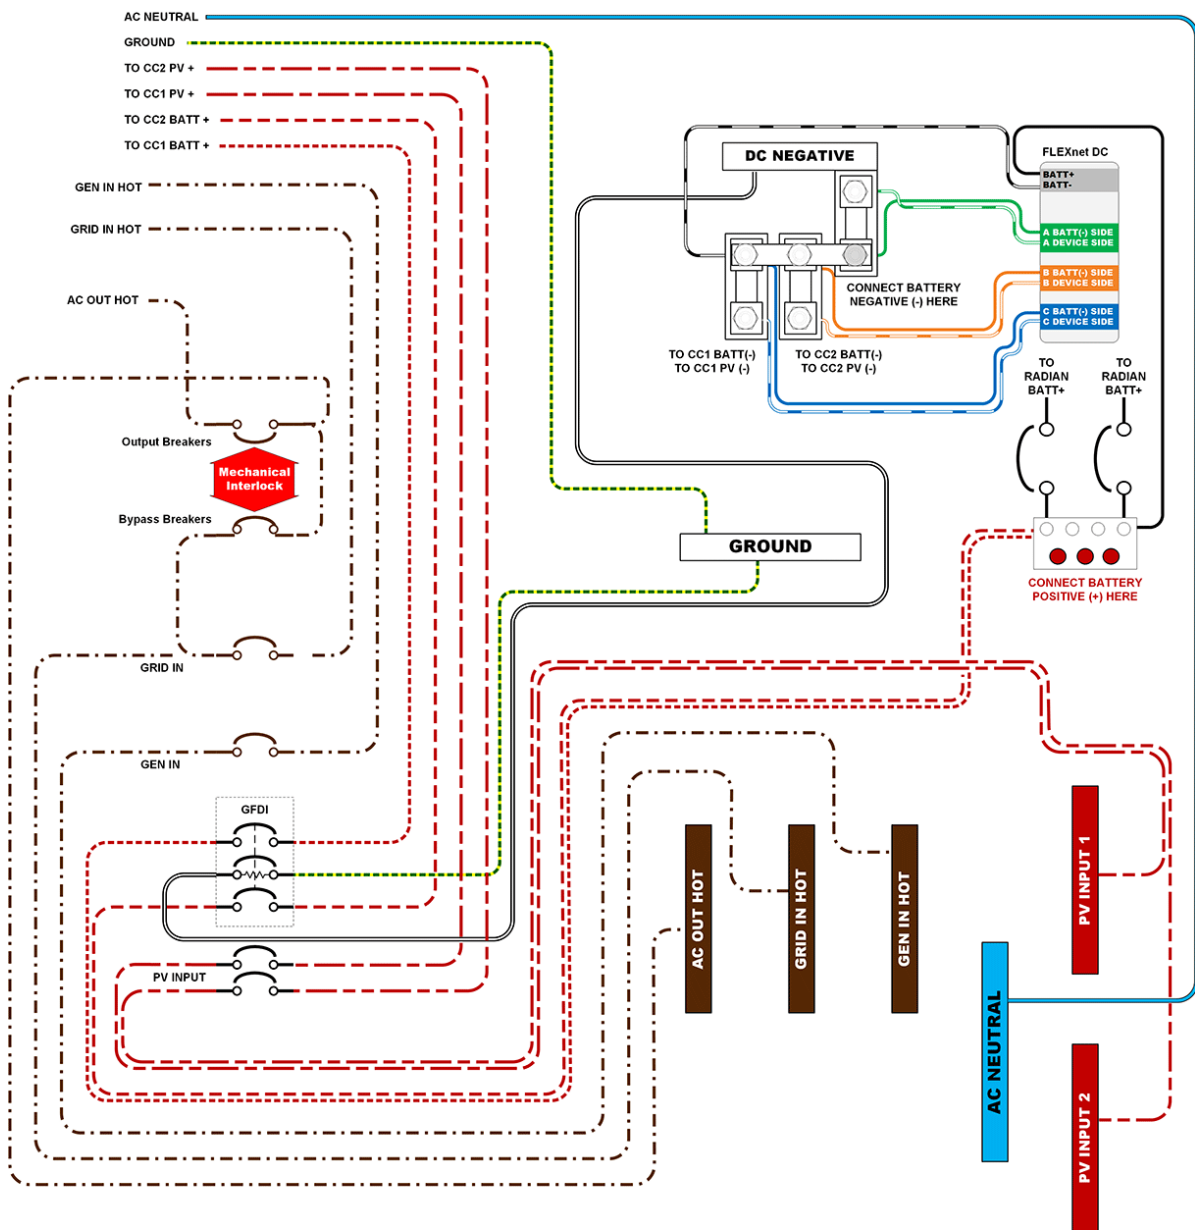 AC NEUTRAL
GROUND
TO CC2 PV +
TO CC1 PV +
TO CC2 BATT +
TO CC1 BATT +
GEN IN HOT
GRID IN HOT
AC OUT HOT
DC NEGATIVE
FLEXnet DC
BATT+
BATT-
A BATT(-) SIDE
A DEVICE SIDE
B BATT(-) SIDE
B DEVICE SIDE
C BATT(-) SIDE
C DEVICE SIDE
CONNECT BATTERY
NEGATIVE (-) HERE
TO CC1 BATT(-)
TO CC1 PV (-)
TO CC2 BATT(-)
TO CC2 PV (-)
TO
RADIAN
BATT+
TO
RADIAN
BATT+
Output Breakers
Mechanical
Interlock
Bypass Breakers
GROUND
CONNECT BATTERY
POSITIVE (+) HERE
GRID IN
GEN IN
GFDI
PV INPUT
AC OUT HOT
GRID IN HOT
GEN IN HOT
PV INPUT 1
AC NEUTRAL
PV INPUT 2